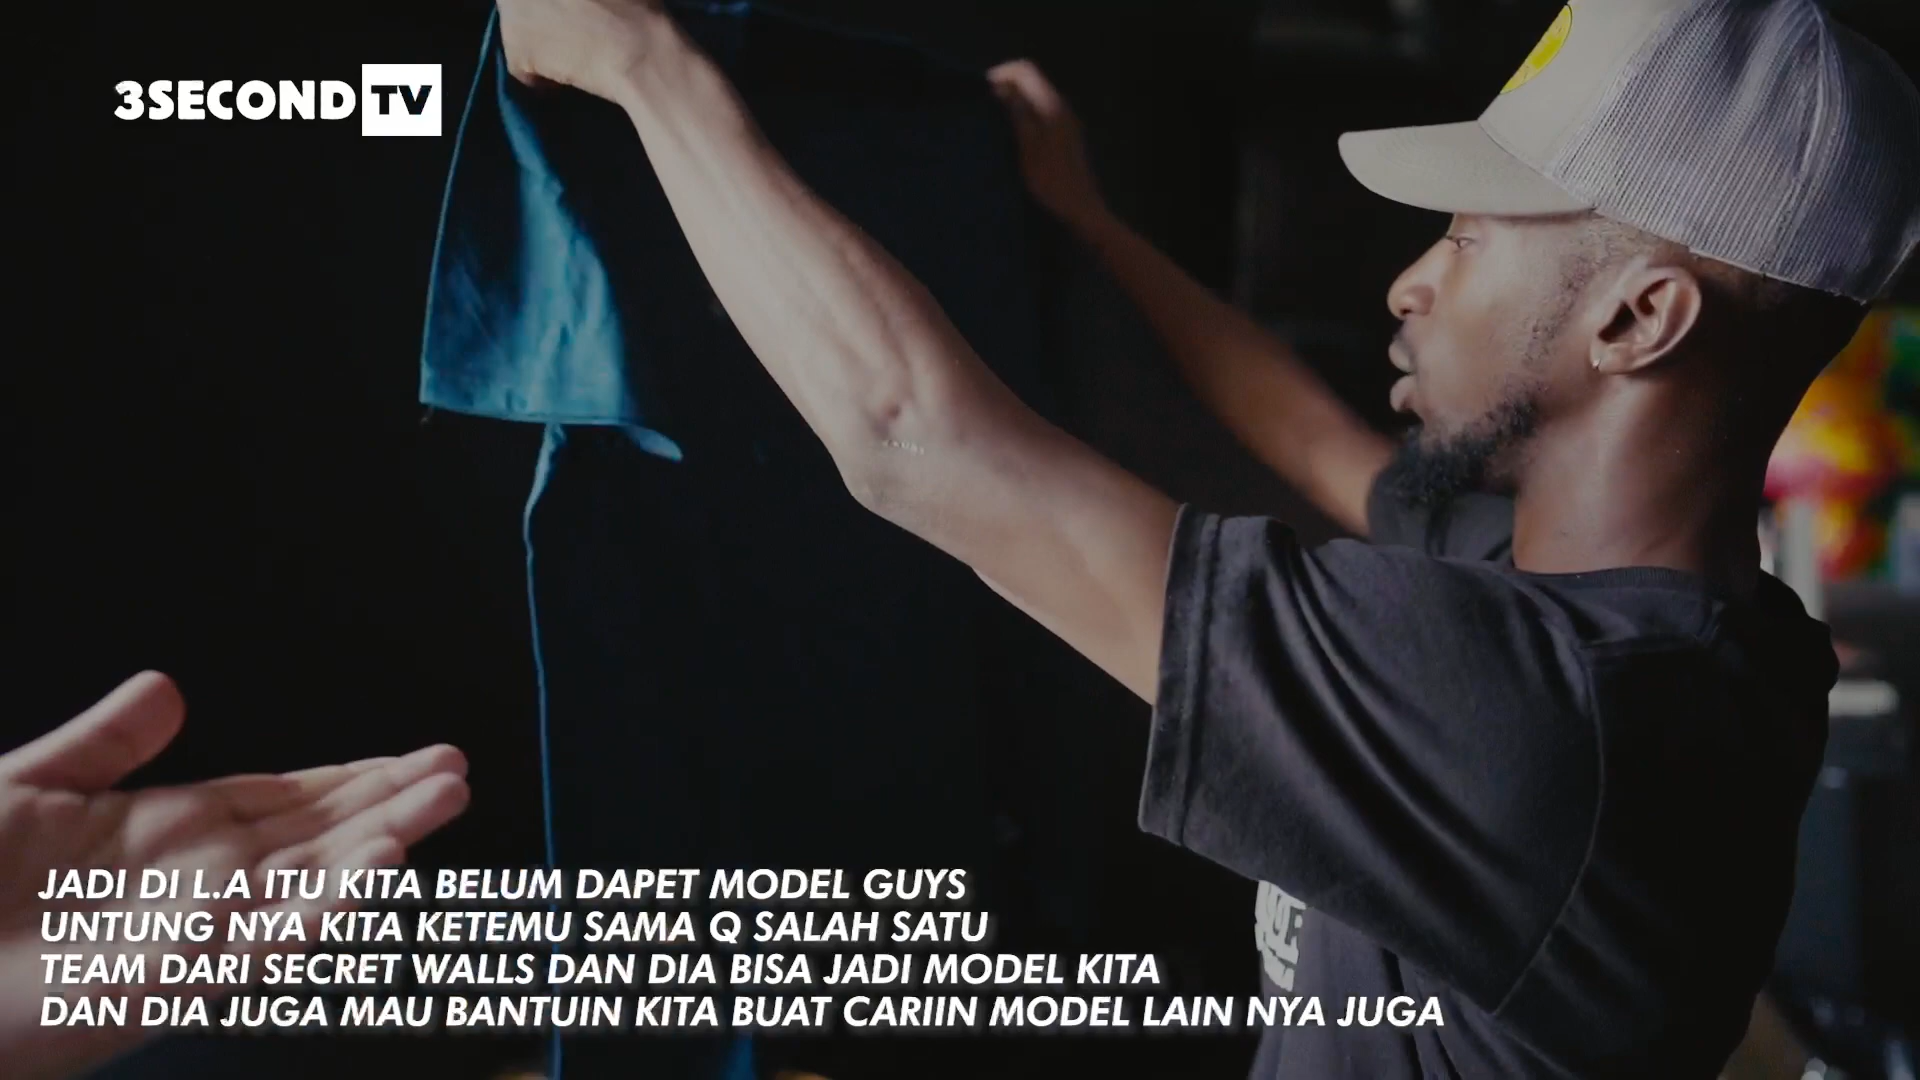 3SECOND TV
JADI DI L.A ITU KITA BELUM DAPET MODEL GUYS
UNTUNG NYA KITA KETEMU SAMA Q SALAH SATU
TEAM DARI SECRET WALLS DAN DIA BISA JADI MODEL KITA
DAN DIA JUGA MAU BANTUIN KITA BUAT CARIIN MODEL LAIN NYA JUGA